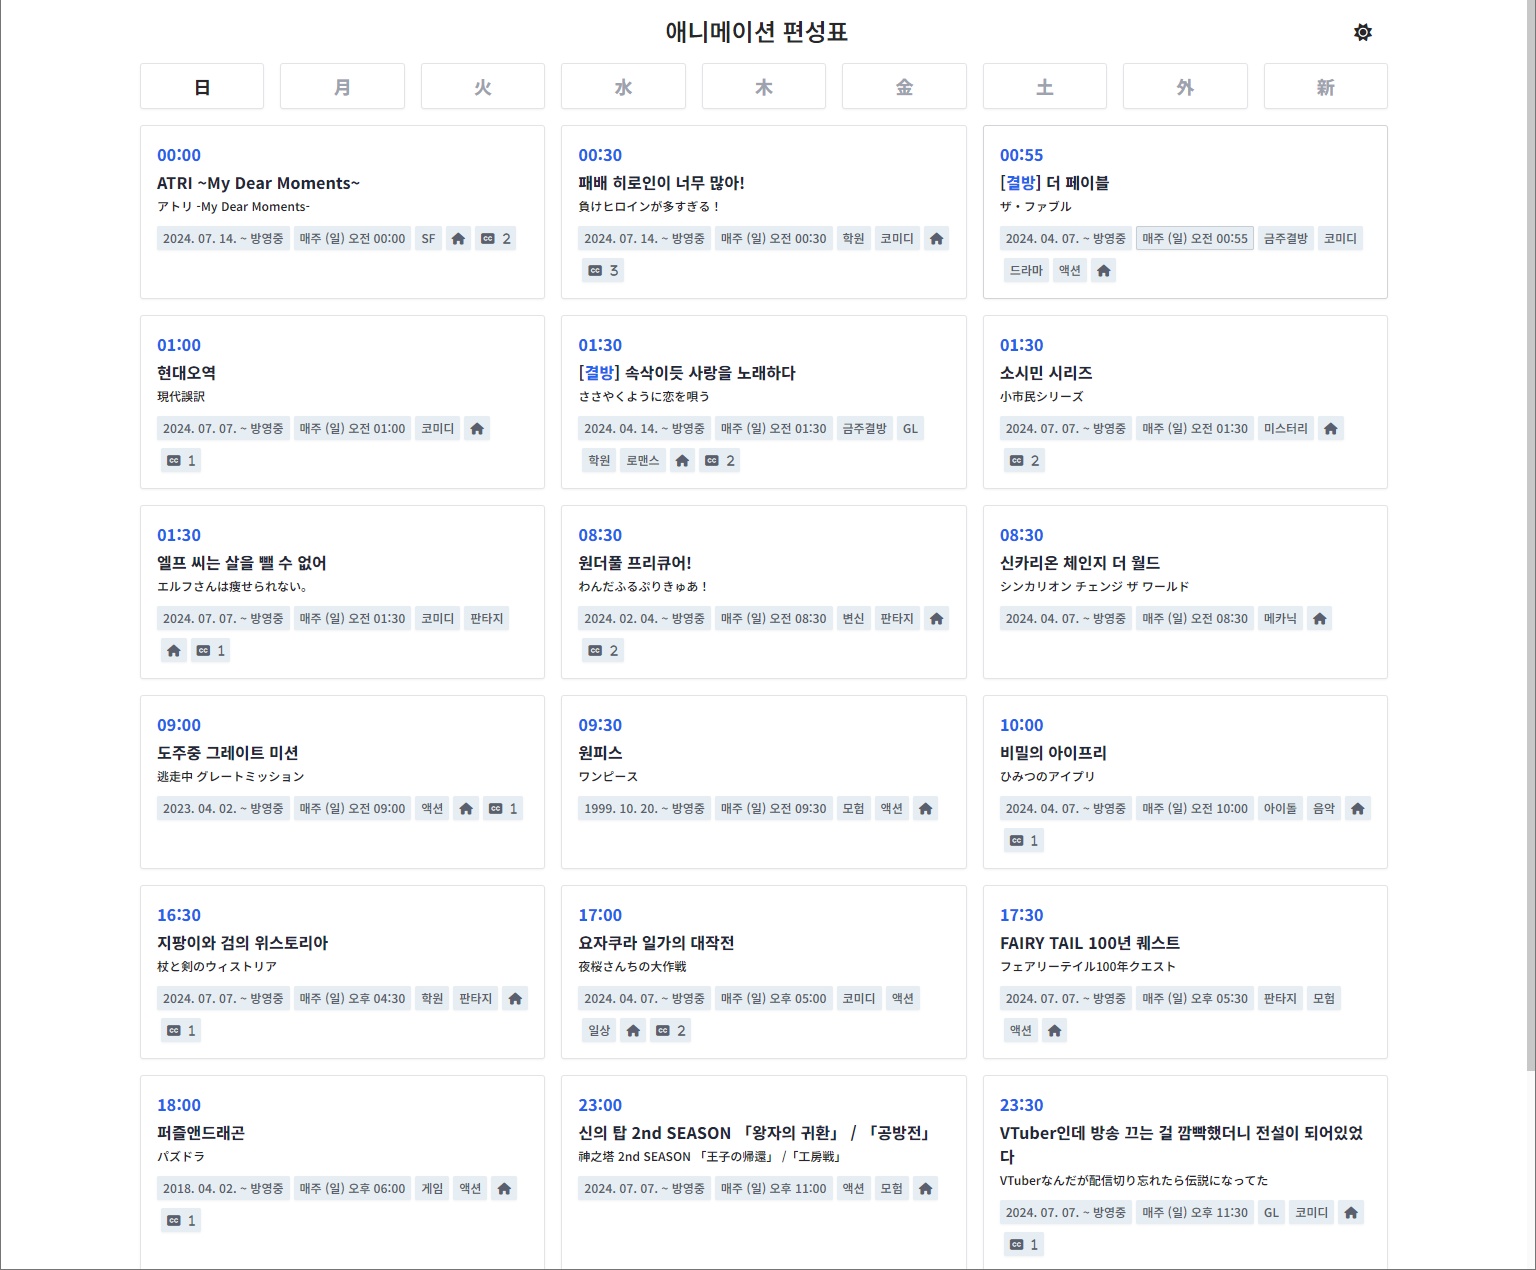 애니메이션 편성표
日 月 火 水 木 金 土 外 新
00:00
ATRI ~My Dear Moments~
アトリ -My Dear Moments-
2024. 07. 14. ~ 방영중 매주 (일) 오전 00:00 SF cc 2
00:30
패배 히로인이 너무 많아!
負けヒロインが多すぎる！
2024. 07. 14. ~ 방영중 매주 (일) 오전 00:30 학원 코미디
cc 3
00:55
[결방] 더 페이블
ザ・ファブル
2024. 04. 07. ~ 방영중 매주 (일) 오전 00:55 금주결방 코미디
드라마 액션
01:00
현대오역
現代誤訳
2024. 07. 07. ~ 방영중 매주 (일) 오전 01:00 코미디
cc 1
01:30
[결방] 속삭이듯 사랑을 노래하다
ささやくように恋を唄う
2024. 04. 14. ~ 방영중 매주 (일) 오전 01:30 금주결방 GL
학원 로맨스 cc 2
01:30
소시민 시리즈
小市民シリーズ
2024. 07. 07. ~ 방영중 매주 (일) 오전 01:30 미스터리
cc 2
01:30
엘프 씨는 살을 뺄 수 없어
エルフさんは痩せられない。
2024. 07. 07. ~ 방영중 매주 (일) 오전 01:30 코미디 판타지
cc 1
08:30
원더풀 프리큐어!
わんだふるぷりきゅあ！
2024. 02. 04. ~ 방영중 매주 (일) 오전 08:30 변신 판타지
cc 2
08:30
신카리온 체인지 더 월드
シンカリオン チェンジ ザ ワールド
2024. 04. 07. ~ 방영중 매주 (일) 오전 08:30 메카닉
09:00
도주중 그레이트 미션
逃走中 グレートミッション
2023. 04. 02. ~ 방영중 매주 (일) 오전 09:00 액션 cc 1
09:30
원피스
ワンピース
1999. 10. 20. ~ 방영중 매주 (일) 오전 09:30 모험 액션
10:00
비밀의 아이프리
ひみつのアイプリ
2024. 04. 07. ~ 방영중 매주 (일) 오전 10:00 아이돌 음악
cc 1
16:30
지팡이와 검의 위스토리아
杖と剣のウィストリア
2024. 07. 07. ~ 방영중 매주 (일) 오후 04:30 학원 판타지
cc 1
17:00
요자쿠라 일가의 대작전
夜桜さんちの大作戦
2024. 04. 07. ~ 방영중 매주 (일) 오후 05:00 코미디 액션
일상 cc 2
17:30
FAIRY TAIL 100년 퀘스트
フェアリーテイル100年クエスト
2024. 07. 07. ~ 방영중 매주 (일) 오후 05:30 판타지 모험
액션
18:00
퍼즐앤드래곤
パズドラ
2018. 04. 02. ~ 방영중 매주 (일) 오후 06:00 게임 액션
cc 1
23:00
신의 탑 2nd SEASON 「왕자의 귀환」 / 「공방전」
神之塔 2nd SEASON 「王子の帰還」 /「工房戦」
2024. 07. 07. ~ 방영중 매주 (일) 오후 11:00 액션 모험
23:30
VTuber인데 방송 끄는 걸 깜빡했더니 전설이 되어있었
다
VTuberなんだが配信切り忘れたら伝説になってた
2024. 07. 07. ~ 방영중 매주 (일) 오후 11:30 GL 코미디
cc 1